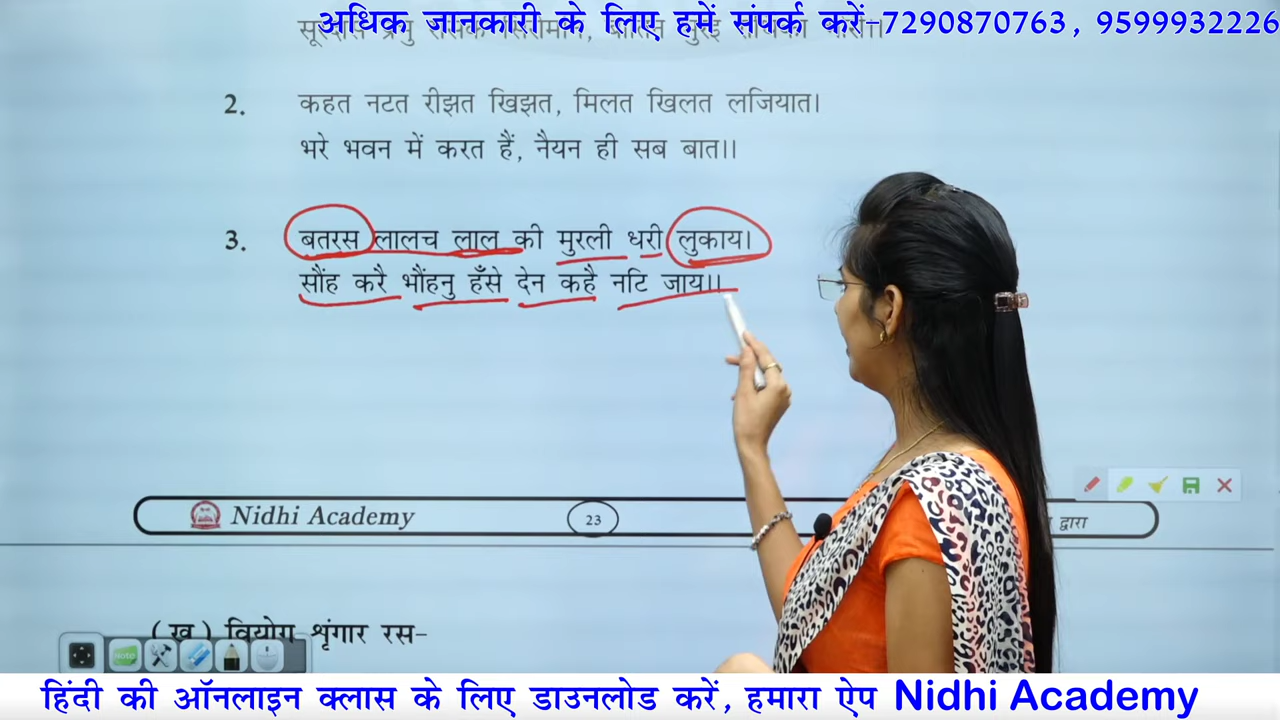 अधिक जानकारी के लिए हमें संपर्क करें-7290870763, 9599932226
2. कहत नटत रीझत खिझत, मिलत खिलत लजियात।
भरे भवन में करत हैं, नैयन ही सब बात।।
3. बतरस लालच लाल की मुरली धरी लुकाय।
सौंह करै भौंहनु हँसे देन कहै नटि जाय।।
Nidhi Academy 23 द्वारा
(ख) वियोग शृंगार रस-
Note
हिंदी की ऑनलाइन क्लास के लिए डाउनलोड करें, हमारा ऐप Nidhi Academy